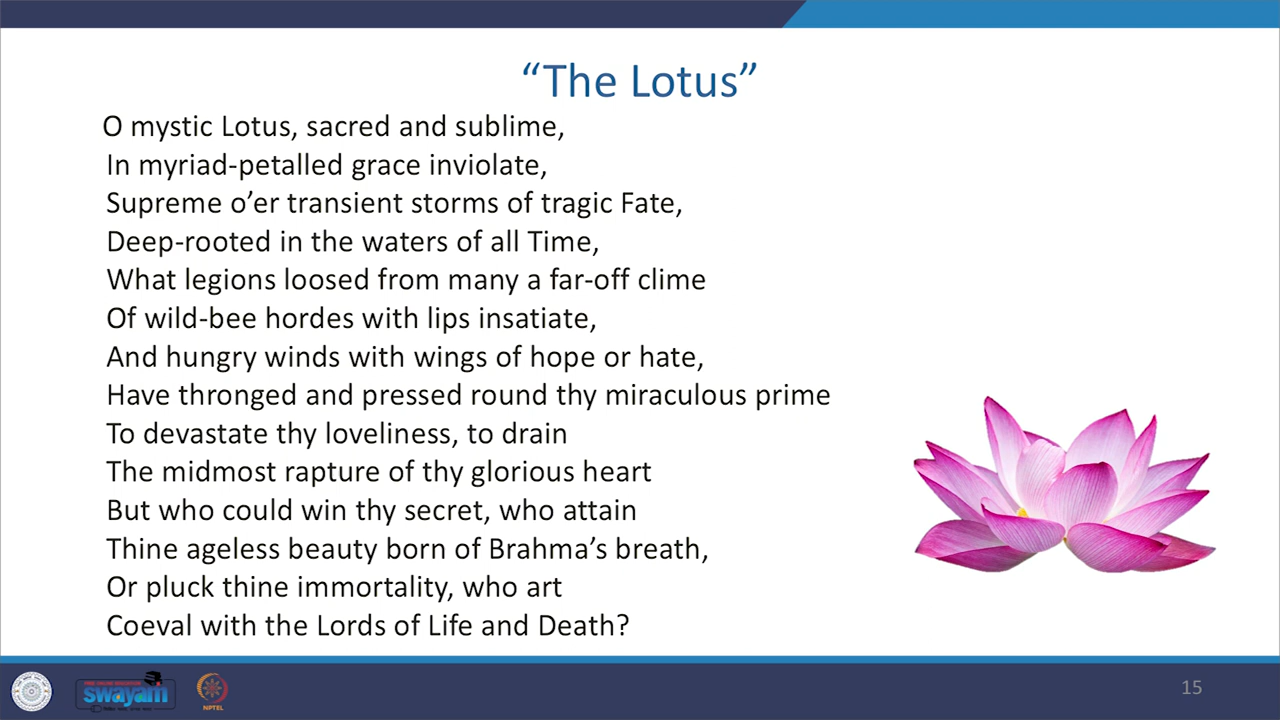 “The Lotus”
O mystic Lotus, sacred and sublime,
In myriad-petalled grace inviolate,
Supreme o’er transient storms of tragic Fate,
Deep-rooted in the waters of all Time,
What legions loosed from many a far-off clime
Of wild-bee hordes with lips insatiate,
And hungry winds with wings of hope or hate,
Have thronged and pressed round thy miraculous prime
To devastate thy loveliness, to drain
The midmost rapture of thy glorious heart
But who could win thy secret, who attain
Thine ageless beauty born of Brahma’s breath,
Or pluck thine immortality, who art
Coeval with the Lords of Life and Death?
swayam
NPTEL
15